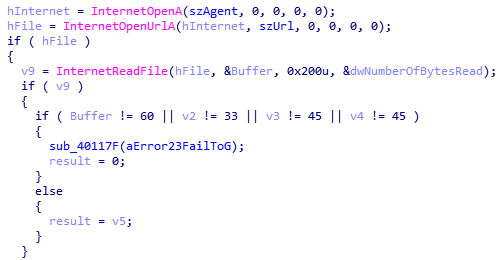 hInternet = InternetOpenA(szAgent, 0, 0, 0, 0);
hFile = InternetOpenUrlA(hInternet, szUrl, 0, 0, 0, 0);
if ( hFile )
{
  v9 = InternetReadFile(hFile, &Buffer, 0x200u, &dwNumberOfBytesRead);
  if ( v9 )
  {
    if ( Buffer != 60 || v2 != 33 || v3 != 45 || v4 != 45 )
    {
      sub_40117F(aError23FailToG);
      result = 0;
    }
    else
    {
      result = v5;
    }
  }